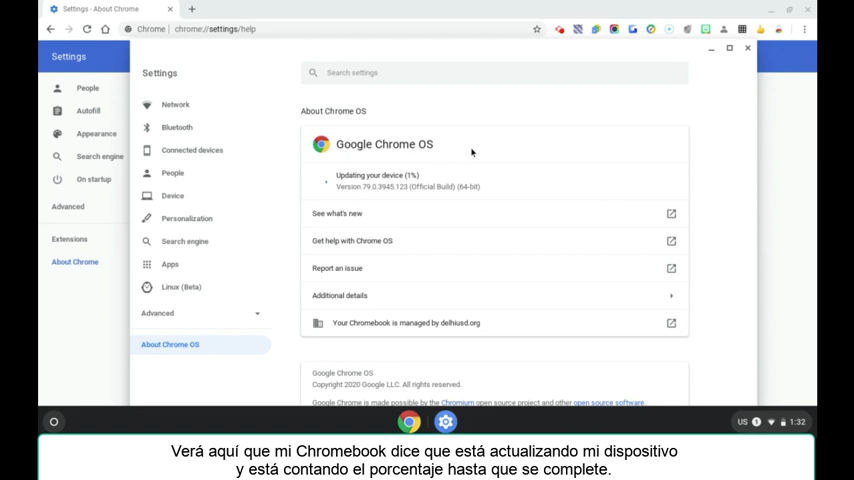 Settings - About Chrome
Chrome | chrome://settings/help
Settings
People
Autofill
Appearance
Search engine
On startup
Advanced
Extensions
About Chrome
Settings
Network
Bluetooth
Connected devices
People
Device
Personalization
Search engine
Apps
Linux (Beta)
Advanced
About Chrome OS
Search settings
About Chrome OS
Google Chrome OS
Updating your device (1%)
Version 79.0.3945.123 (Official Build) (64-bit)
See what's new
Get help with Chrome OS
Report an issue
Additional details
Your Chromebook is managed by delhiusd.org
Google Chrome OS
Copyright 2020 Google LLC. All rights reserved.
Google Chrome is made possible by the Chromium open source project and other open source software.
US 1 1:32
Verá aquí que mi Chromebook dice que está actualizando mi dispositivo
y está contando el porcentaje hasta que se complete.